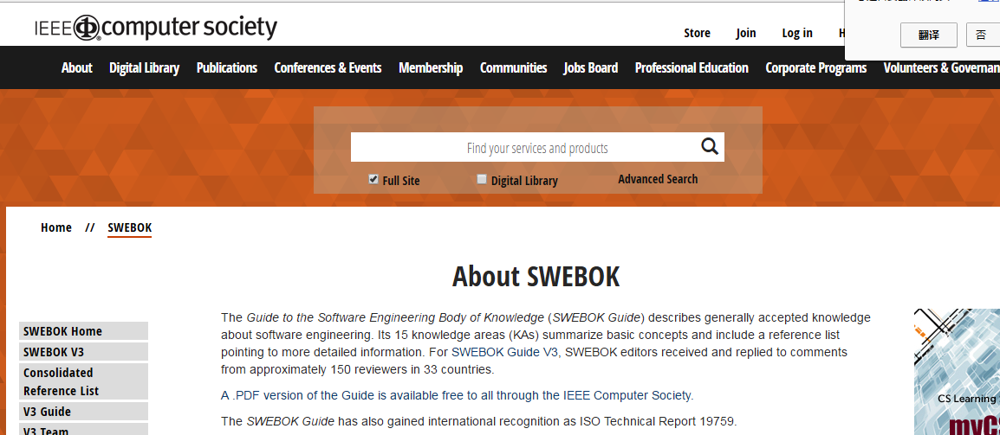 IEEE computer society
Store Join Log in
翻译 否
About Digital Library Publications Conferences & Events Membership Communities Jobs Board Professional Education Corporate Programs Volunteers & Governan
Find your services and products
Full Site Digital Library Advanced Search
Home // SWEBOK
About SWEBOK
SWEBOK Home
SWEBOK V3
Consolidated
Reference List
V3 Guide
V3 Team
The Guide to the Software Engineering Body of Knowledge (SWEBOK Guide) describes generally accepted knowledge
about software engineering. Its 15 knowledge areas (KAs) summarize basic concepts and include a reference list
pointing to more detailed information. For SWEBOK Guide V3, SWEBOK editors received and replied to comments
from approximately 150 reviewers in 33 countries.
A .PDF version of the Guide is available free to all through the IEEE Computer Society.
The SWEBOK Guide has also gained international recognition as ISO Technical Report 19759.
CS Learning
myC